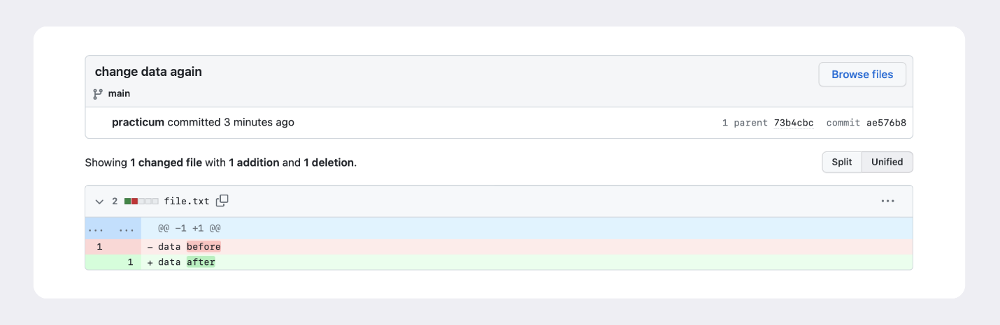 change data again
Browse files
main
practicum committed 3 minutes ago
1 parent 73b4cbc commit ae576b8
Showing 1 changed file with 1 addition and 1 deletion.
Split Unified
2 file.txt ...
... ... @@ -1 +1 @@
1 - data before
1 + data after